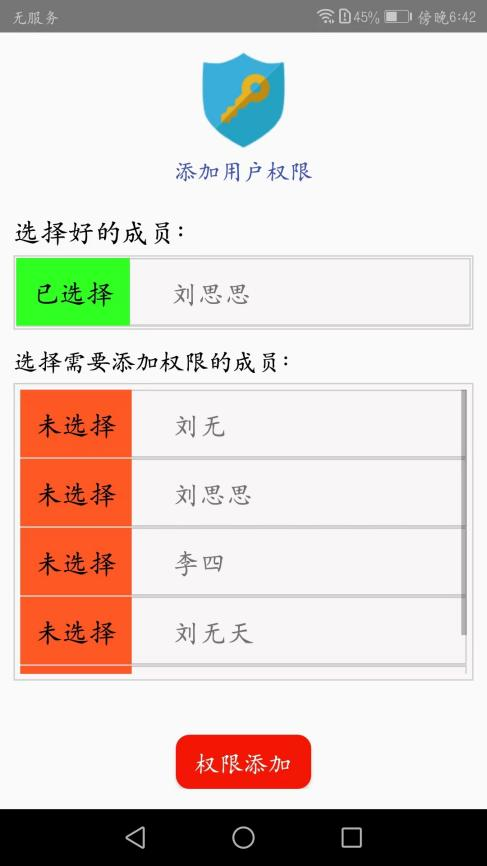 无服务 45% 傍晚6:42
添加用户权限
选择好的成员:
已选择 刘思思
选择需要添加权限的成员:
未选择 刘无
未选择 刘思思
未选择 李四
未选择 刘无天
权限添加